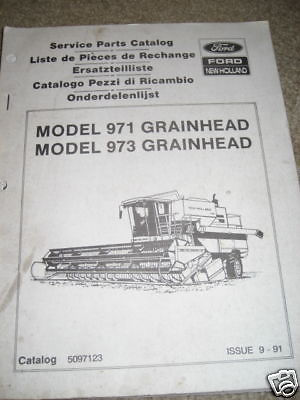 Service Parts Catalog
Liste de Pièces de Rechange
Ersatzteilliste
Catalogo Pezzi di Ricambio
Onderdelenlijst
Ford
FORD
NEW HOLLAND
MODEL 971 GRAINHEAD
MODEL 973 GRAINHEAD
Catalog 5097123
ISSUE 9 - 91